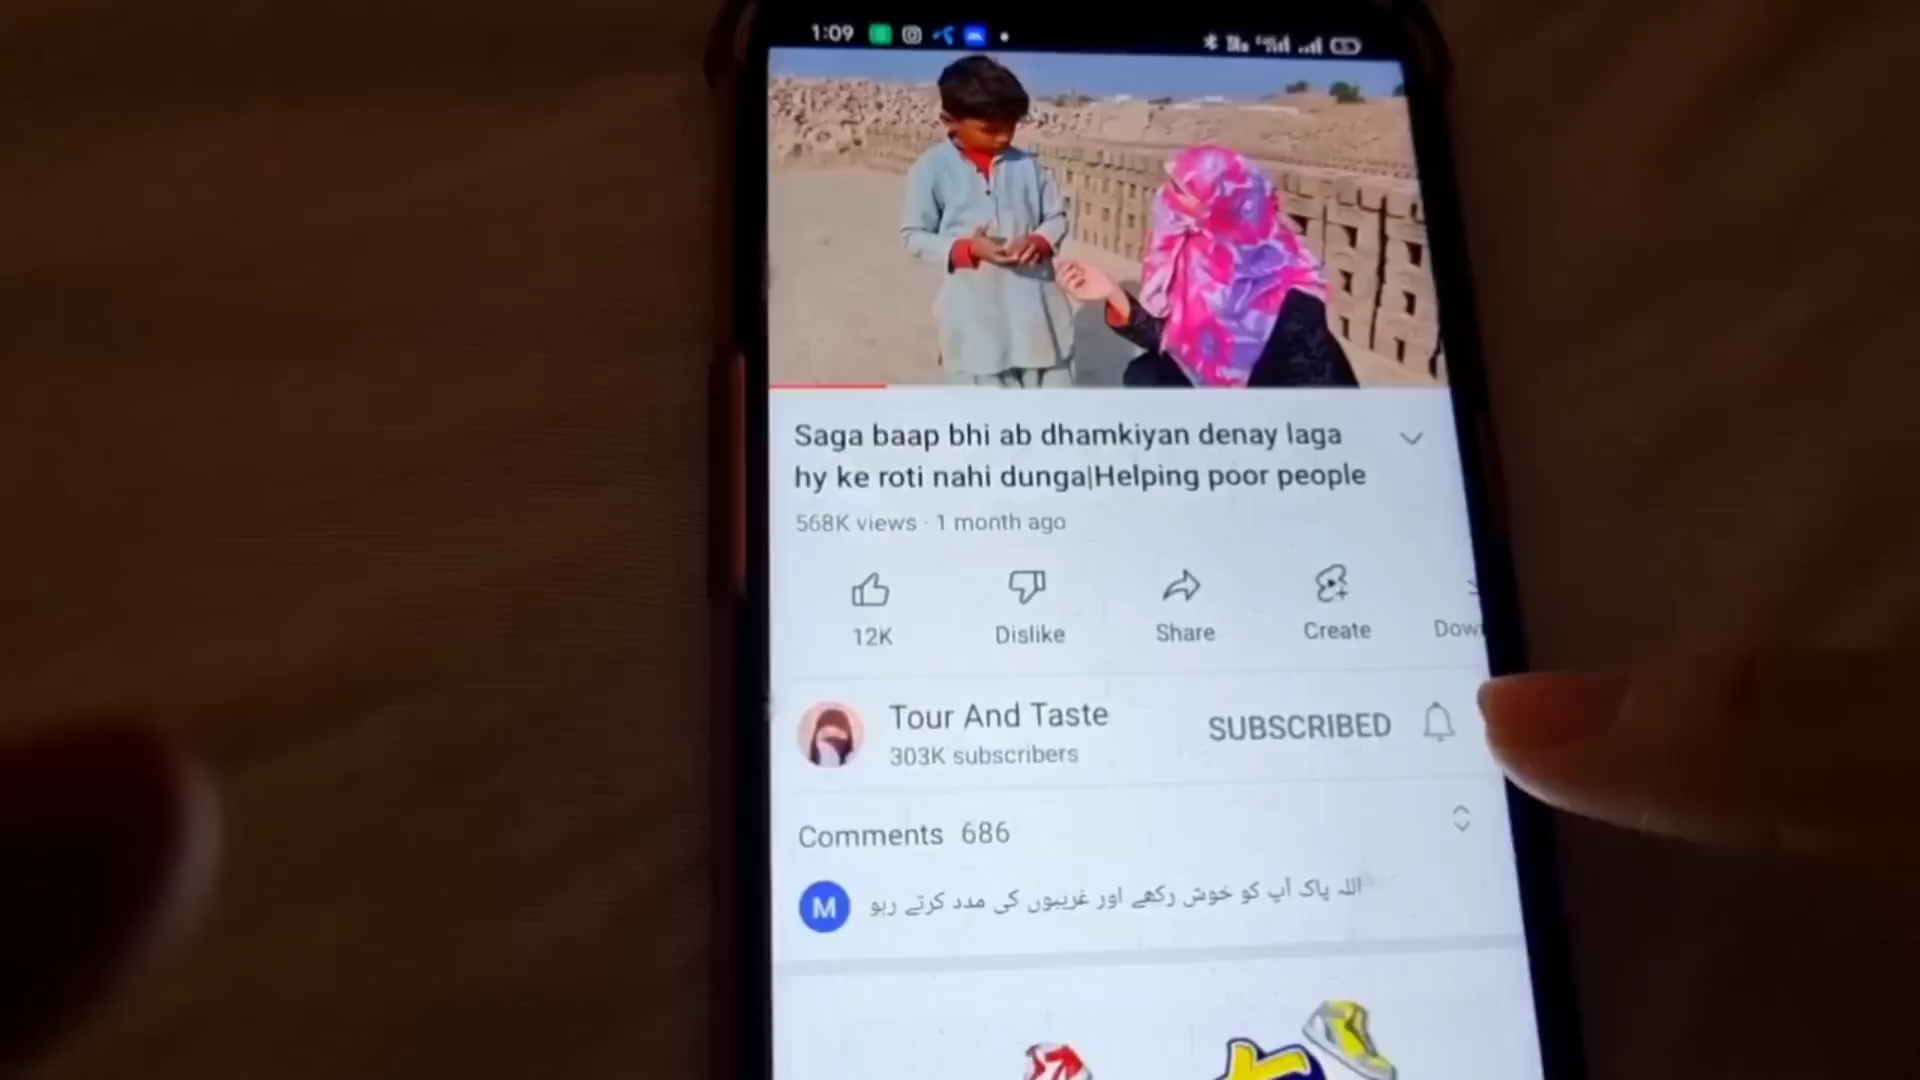 1:09
Saga baap bhi ab dhamkiyan denay laga
hy ke roti nahi dunga|Helping poor people
568K views · 1 month ago
12K
Dislike
Share
Create
Dow
Tour And Taste
303K subscribers
SUBSCRIBED
Comments 686
M
اللہ پاک آپ کو خوش رکھے اور غریبوں کی مدد کرتے رہو